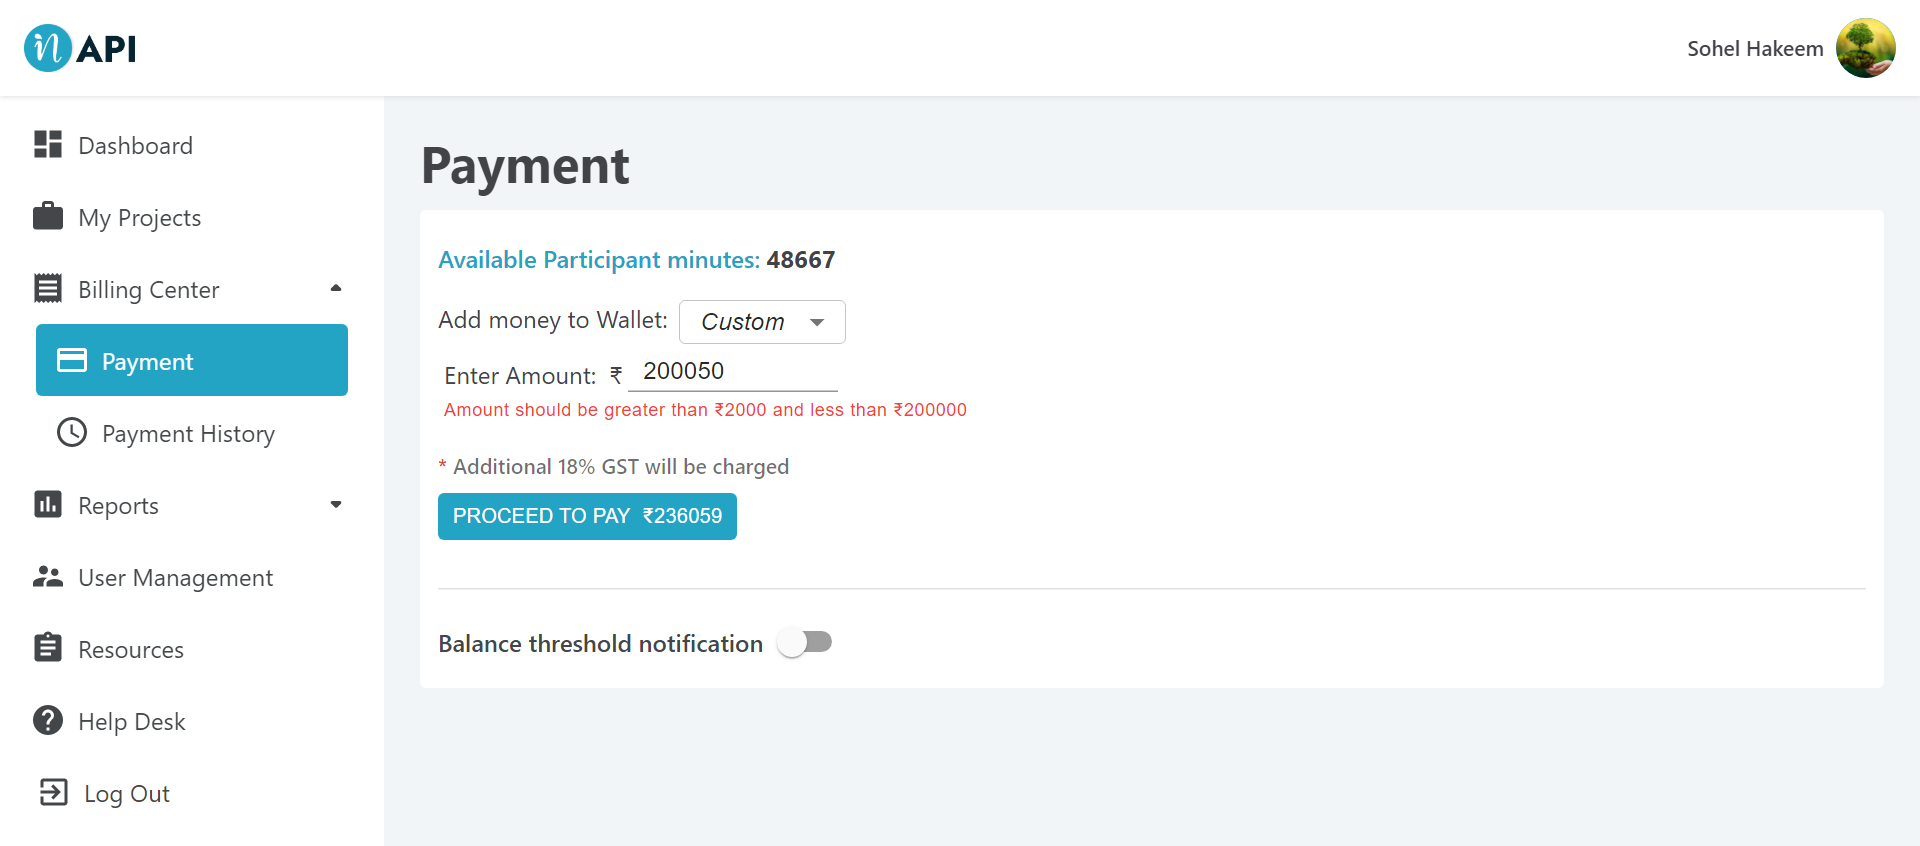 in API
Sohel Hakeem
Dashboard
My Projects
Billing Center
Payment
Payment History
Reports
User Management
Resources
Help Desk
Log Out
Payment
Available Participant minutes: 48667
Add money to Wallet: Custom
Enter Amount: ₹ 200050
Amount should be greater than ₹2000 and less than ₹200000
* Additional 18% GST will be charged
PROCEED TO PAY ₹236059
Balance threshold notification